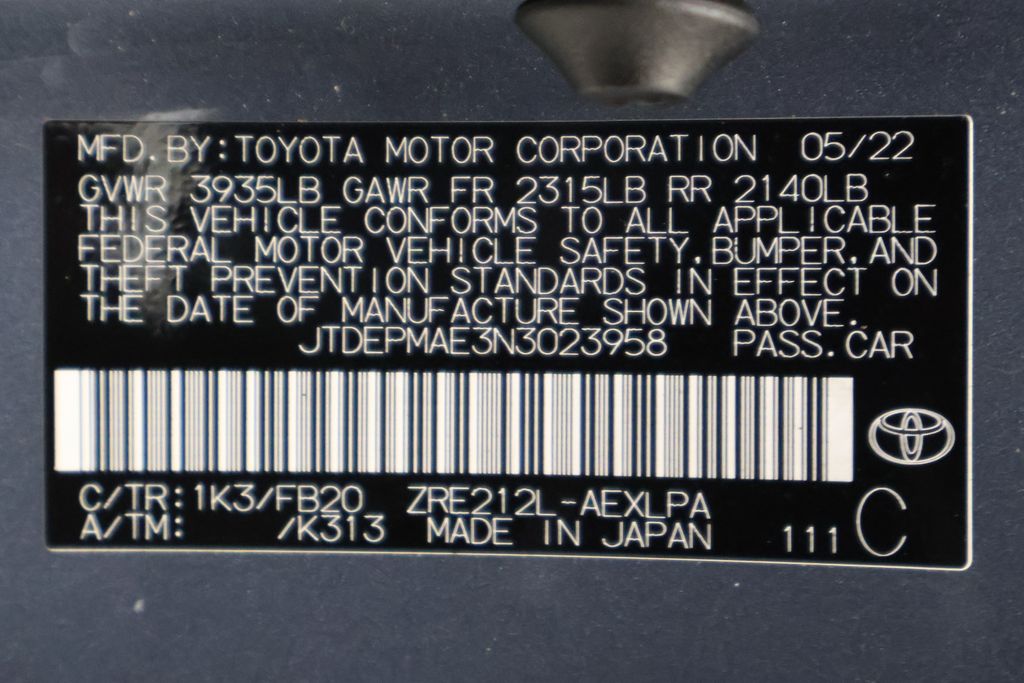 MFD. BY: TOYOTA MOTOR CORPORATION 05/22
GVWR 3935LB GAWR FR 2315LB RR 2140LB
THIS VEHICLE CONFORMS TO ALL APPLICABLE
FEDERAL MOTOR VEHICLE SAFETY, BUMPER, AND
THEFT PREVENTION STANDARDS IN EFFECT ON
THE DATE OF MANUFACTURE SHOWN ABOVE.
JTDEPMAE3N3023958 PASS. CAR
C/TR: 1K3/FB20 ZRE212L-AEXLPA
A/TM: /K313 MADE IN JAPAN 111 C